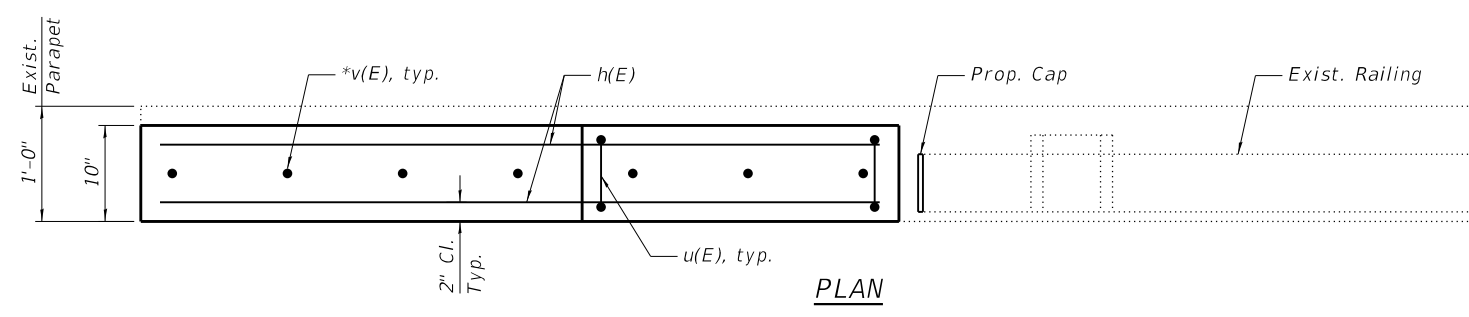 Exist.
Parapet
*v(E), typ.
h(E)
Prop. Cap
Exist. Railing
1'-0"
10"
2" Cl.
Typ.
u(E), typ.
PLAN